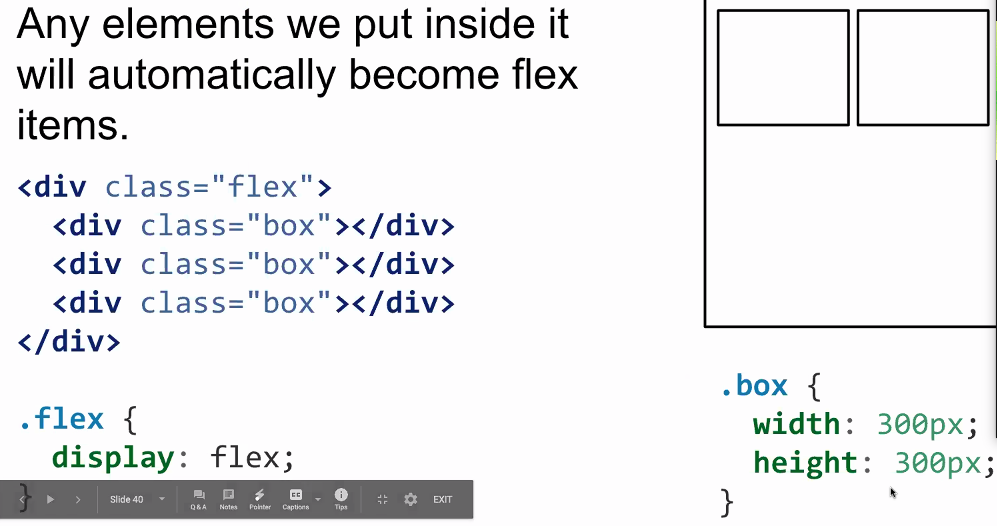 Any elements we put inside it
will automatically become flex
items.
<div class="flex">
  <div class="box"></div>
  <div class="box"></div>
  <div class="box"></div>
</div>
.flex {
  display: flex;
}
.box {
  width: 300px;
  height: 300px;
}
Slide 40
Q & A
Notes
Pointer
Captions
Tips
EXIT